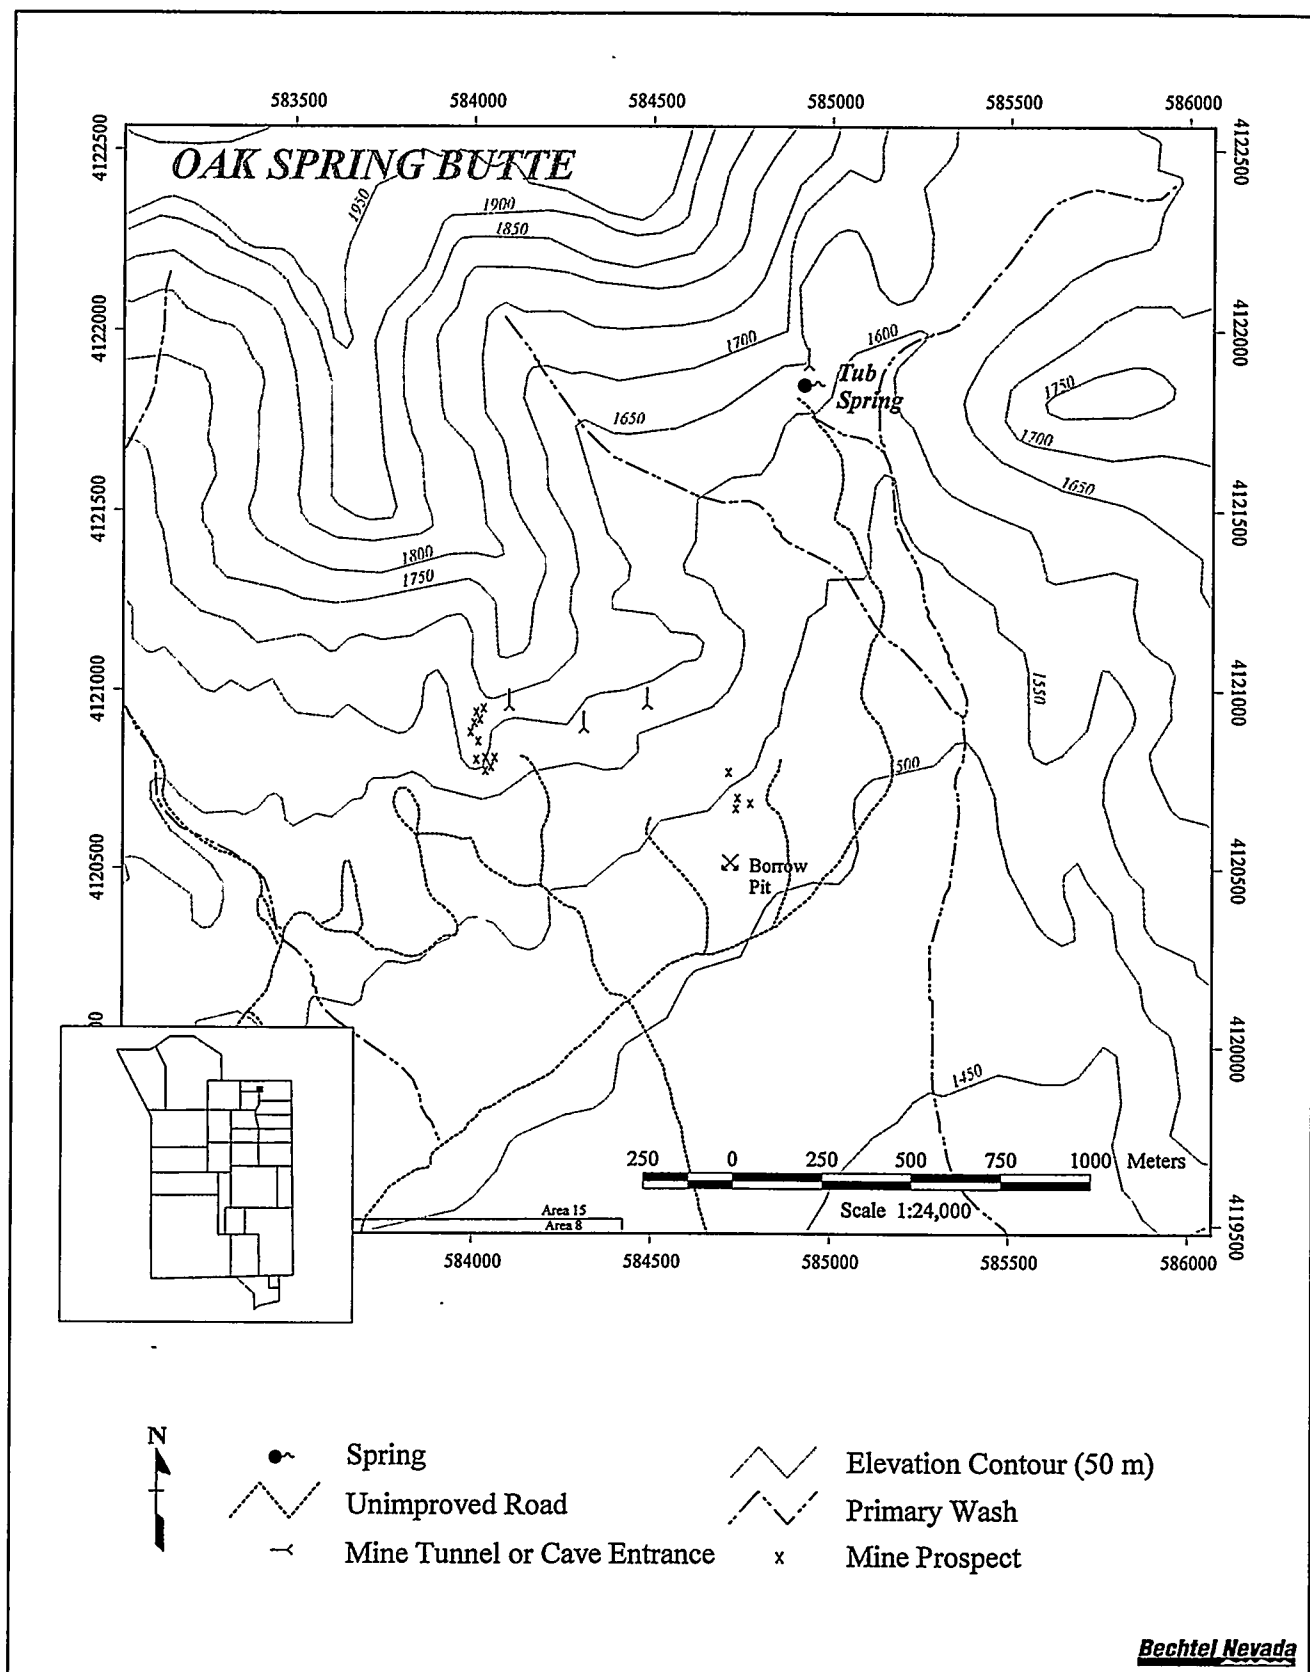 583500 584000 584500 585000 585500 586000
4122500
4122500
OAK SPRING BUTTE
1950
1900
1850
4122000
4122000
1700
1600
Tub
Spring
1750
1650
1700
1650
4121500
4121500
1800
1750
4121000
4121000
1550
500
4120500
4120500
Borrow
Pit
00
4120000
1450
250 0 250 500 750 1000 Meters
Scale 1:24,000
Area 15
Area 8
4119500
584000 584500 585000 585500 586000
N
Spring
Elevation Contour (50 m)
Unimproved Road
Primary Wash
Mine Tunnel or Cave Entrance
x Mine Prospect
Bechtel Nevada